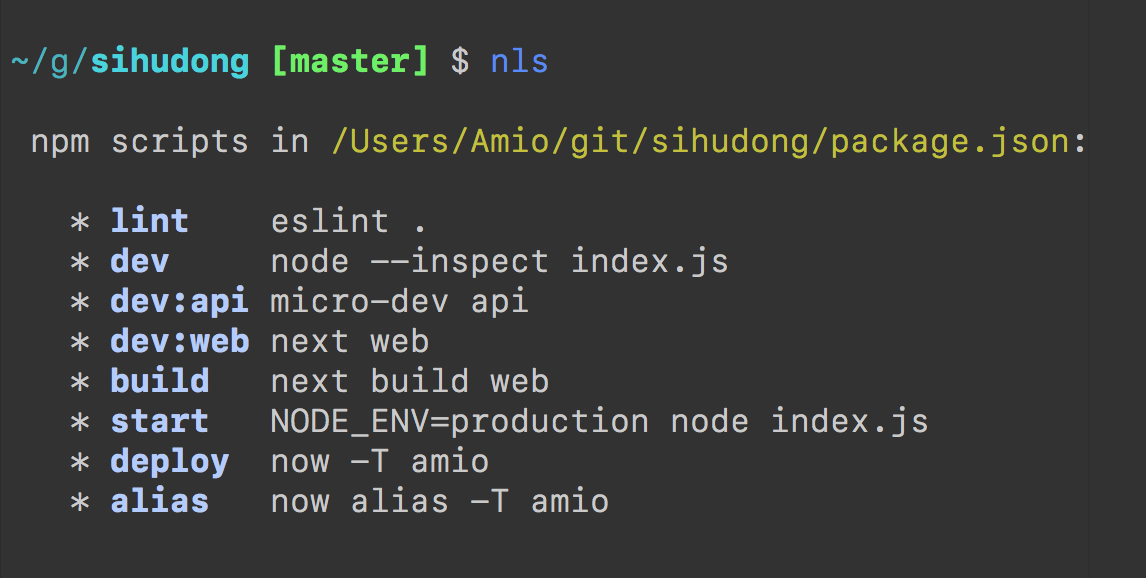 ~/g/sihudong [master] $ nls
npm scripts in /Users/Amio/git/sihudong/package.json:
* lint eslint .
* dev node --inspect index.js
* dev:api micro-dev api
* dev:web next web
* build next build web
* start NODE_ENV=production node index.js
* deploy now -T amio
* alias now alias -T amio